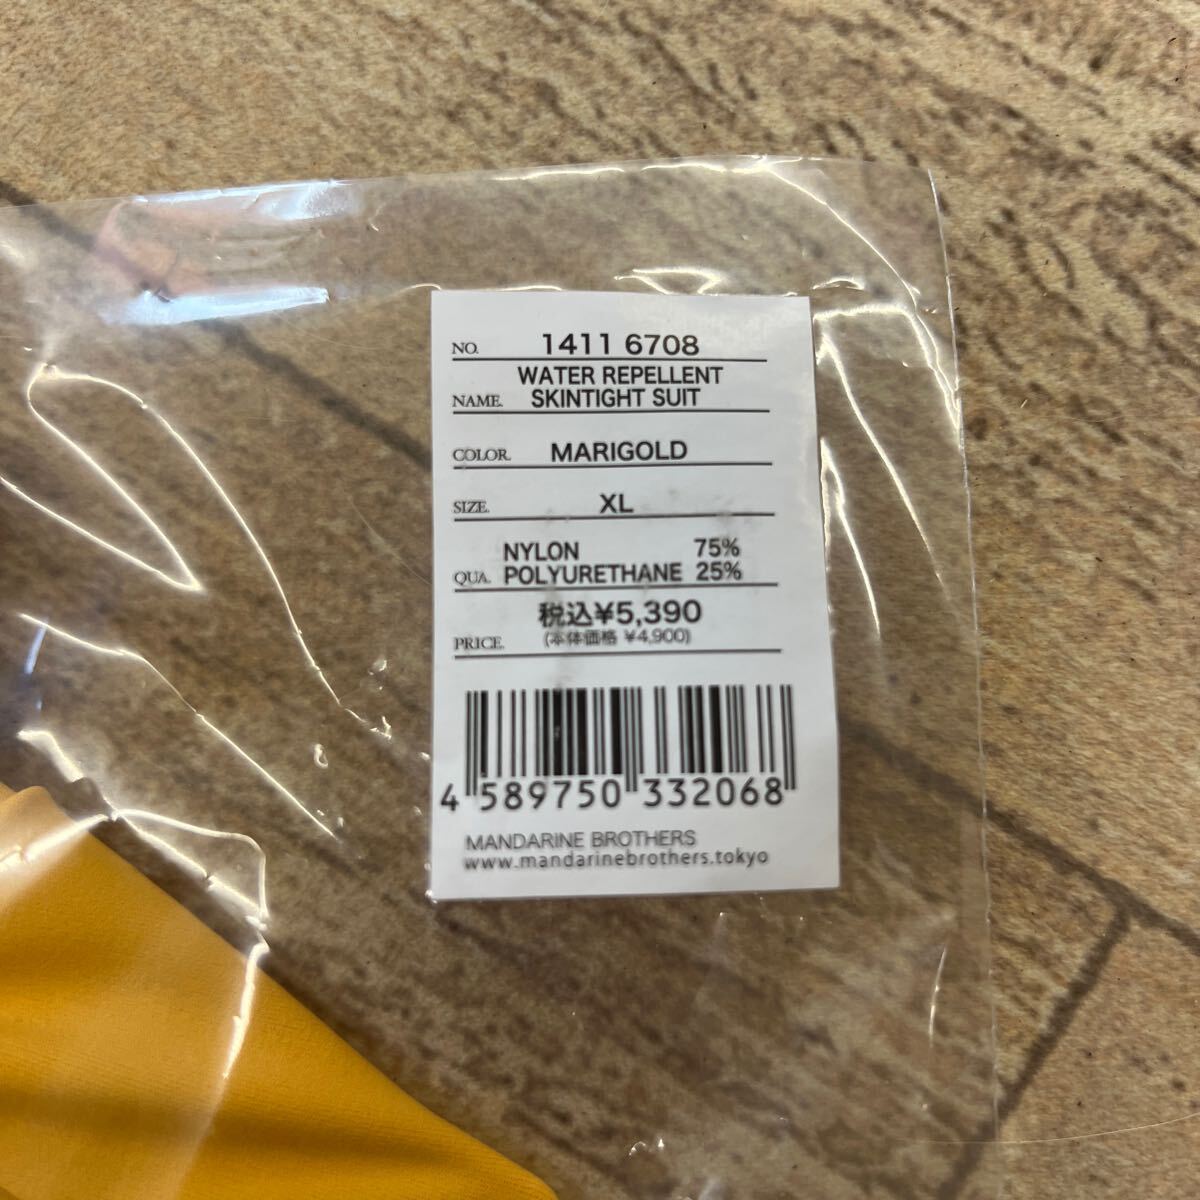 NO. 1411 6708
WATER REPELLENT
NAME. SKINTIGHT SUIT
COLOR. MARIGOLD
SIZE. XL
NYLON 75%
QUA. POLYURETHANE 25%
税込¥5,390
PRICE. (本体価格 ¥4,900)
4 589750 332068
MANDARINE BROTHERS
www.mandarinebrothers.tokyo